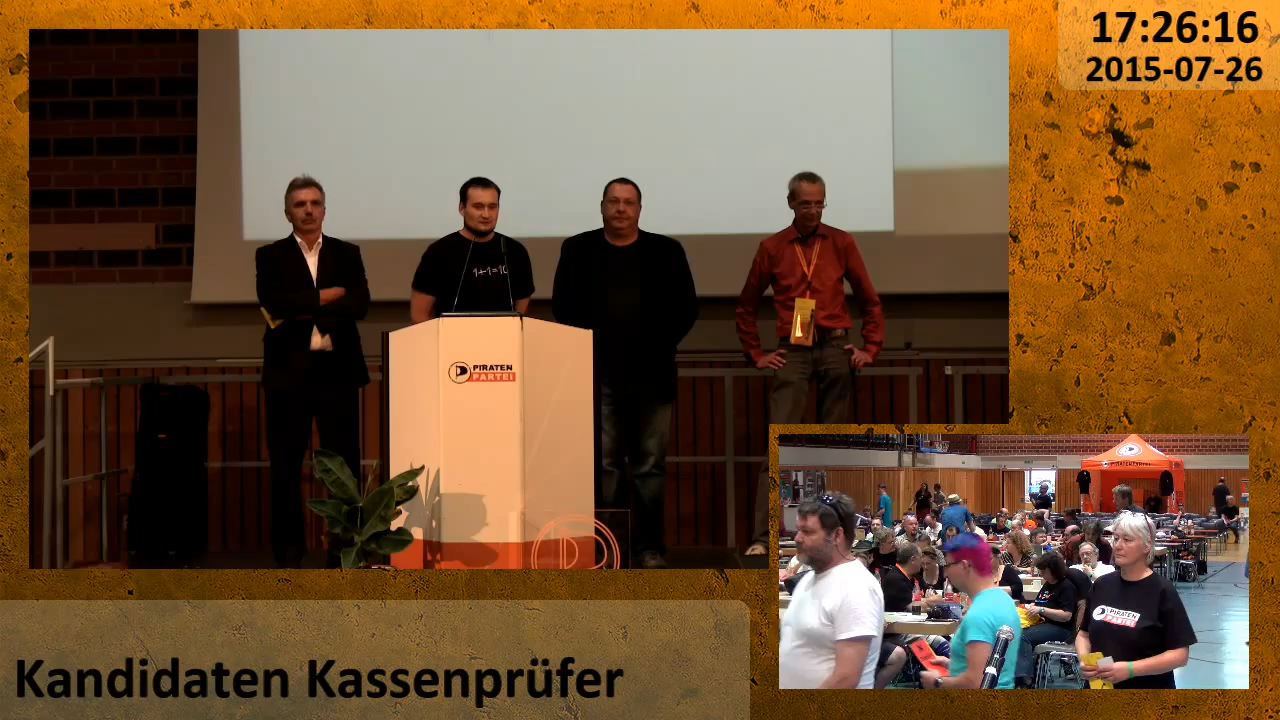 17:26:16
2015-07-26
1+1=10
PIRATEN
PARTEI
PIRATENPARTEI
PIRATEN
PARTEI
Kandidaten Kassenprüfer